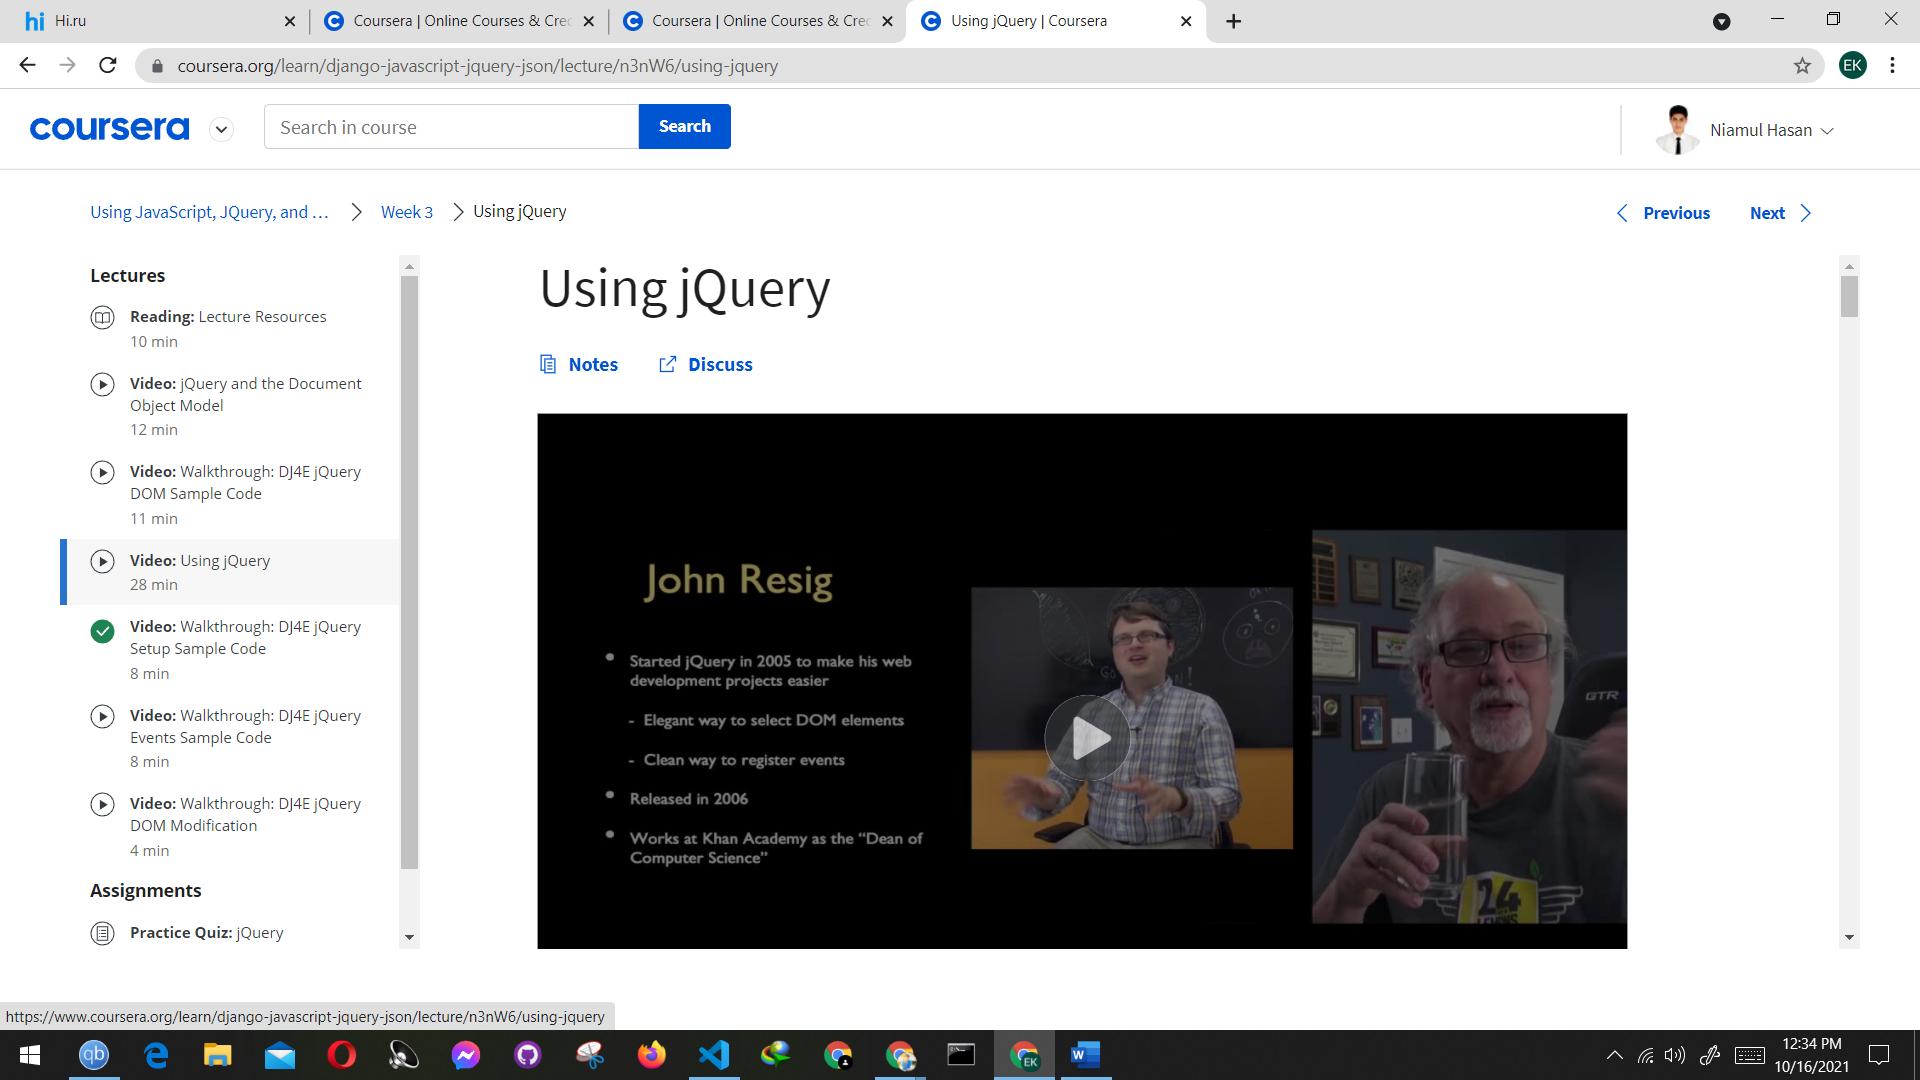 hi Hi.ru
Coursera | Online Courses & Crec
Coursera | Online Courses & Crec
Using jQuery | Coursera
coursera.org/learn/django-javascript-jquery-json/lecture/n3nW6/using-jquery
EK
coursera
Search in course
Search
Niamul Hasan
Using JavaScript, JQuery, and ...
Week 3
Using jQuery
Previous
Next
Lectures
Reading: Lecture Resources
10 min
Video: jQuery and the Document
Object Model
12 min
Video: Walkthrough: DJ4E jQuery
DOM Sample Code
11 min
Video: Using jQuery
28 min
Video: Walkthrough: DJ4E jQuery
Setup Sample Code
8 min
Video: Walkthrough: DJ4E jQuery
Events Sample Code
8 min
Video: Walkthrough: DJ4E jQuery
DOM Modification
4 min
Assignments
Practice Quiz: jQuery
Using jQuery
Notes
Discuss
John Resig
• Started jQuery in 2005 to make his web
development projects easier
- Elegant way to select DOM elements
- Clean way to register events
• Released in 2006
• Works at Khan Academy as the “Dean of
Computer Science”
GTR
24
https://www.coursera.org/learn/django-javascript-jquery-json/lecture/n3nW6/using-jquery
qb
EK
W
12:34 PM
10/16/2021